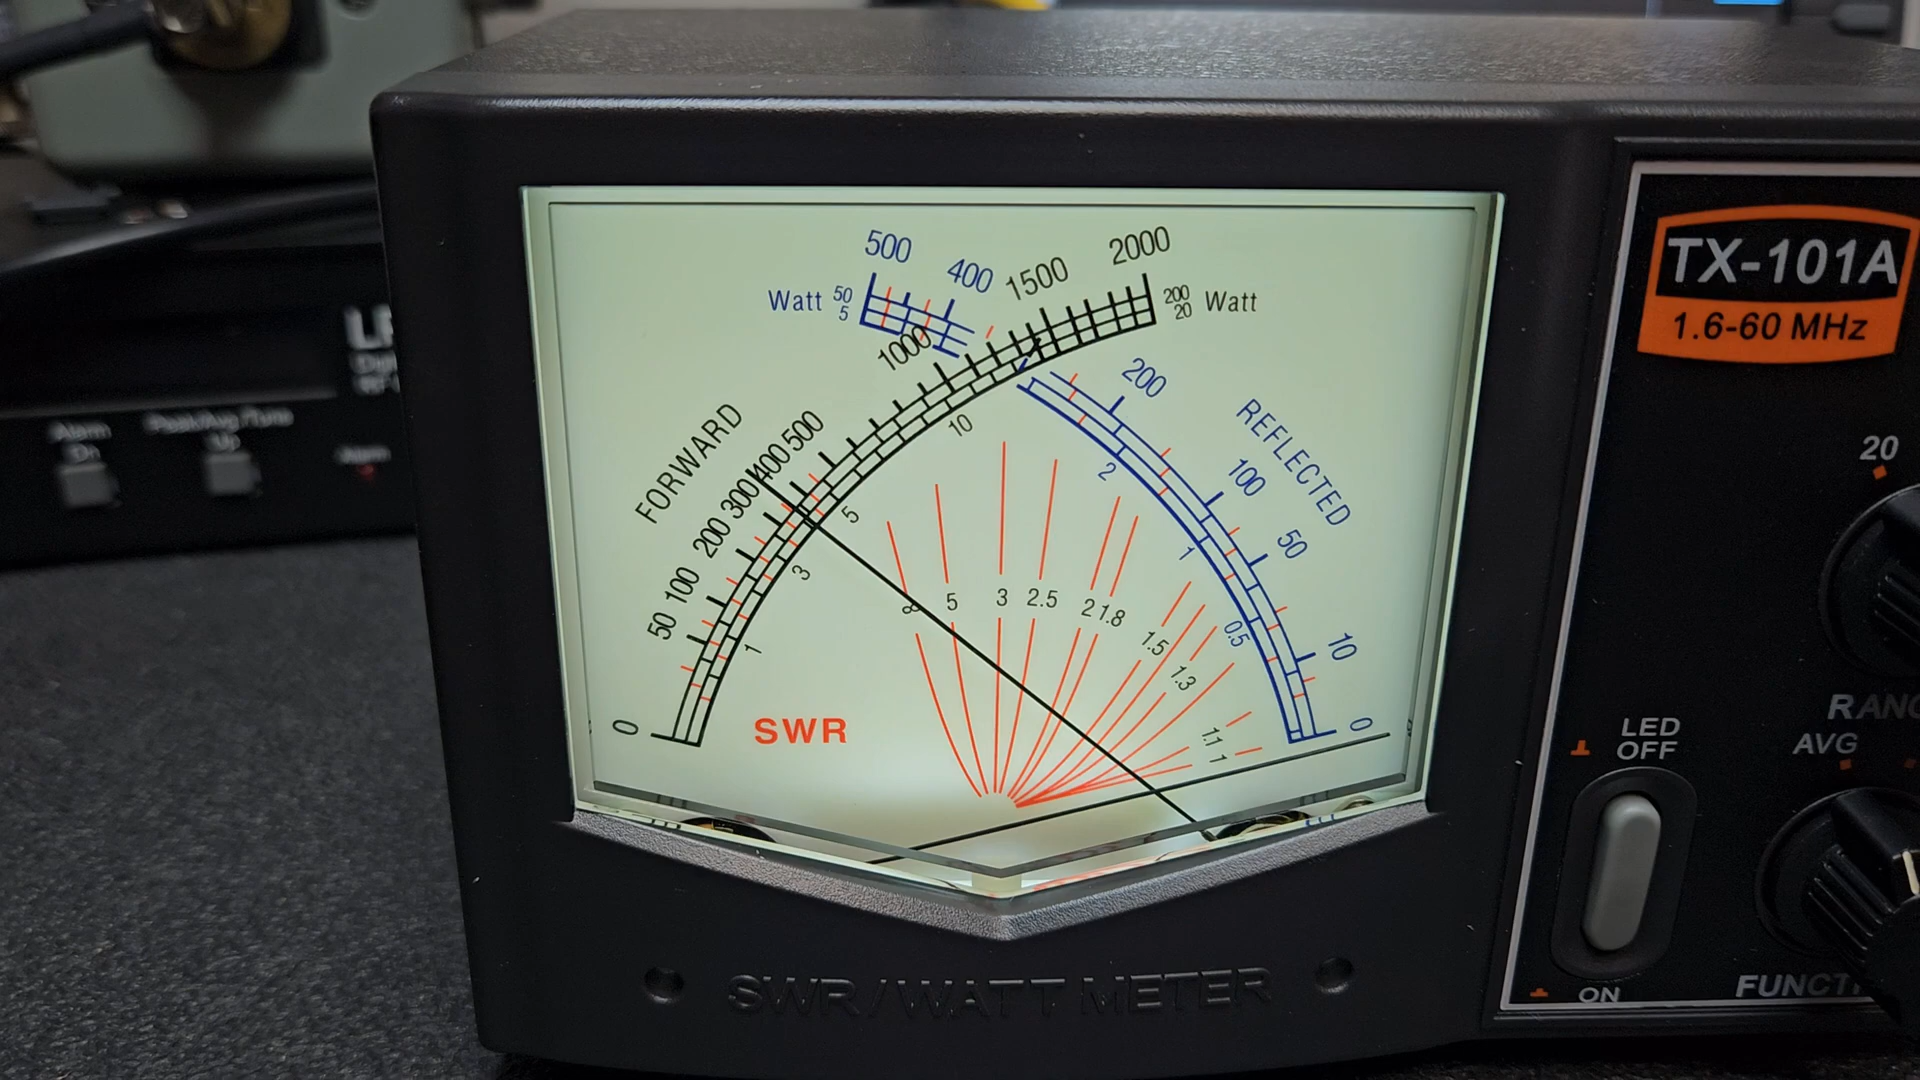 500
400
1500
2000
Watt
50
5
200
20
Watt
1000
200
FORWARD
500
400
300
200
100
50
0
10
5
3
1
REFLECTED
100
50
10
0
2
1
0.5
∞
5
3
2.5
2
1.8
1.5
1.3
1.1
1
SWR
SWR/WATT METER
TX-101A
1.6-60 MHz
20
LED
OFF
AVG
ON
Alarm
On
Peak/Avg/Tune
Up
Alarm